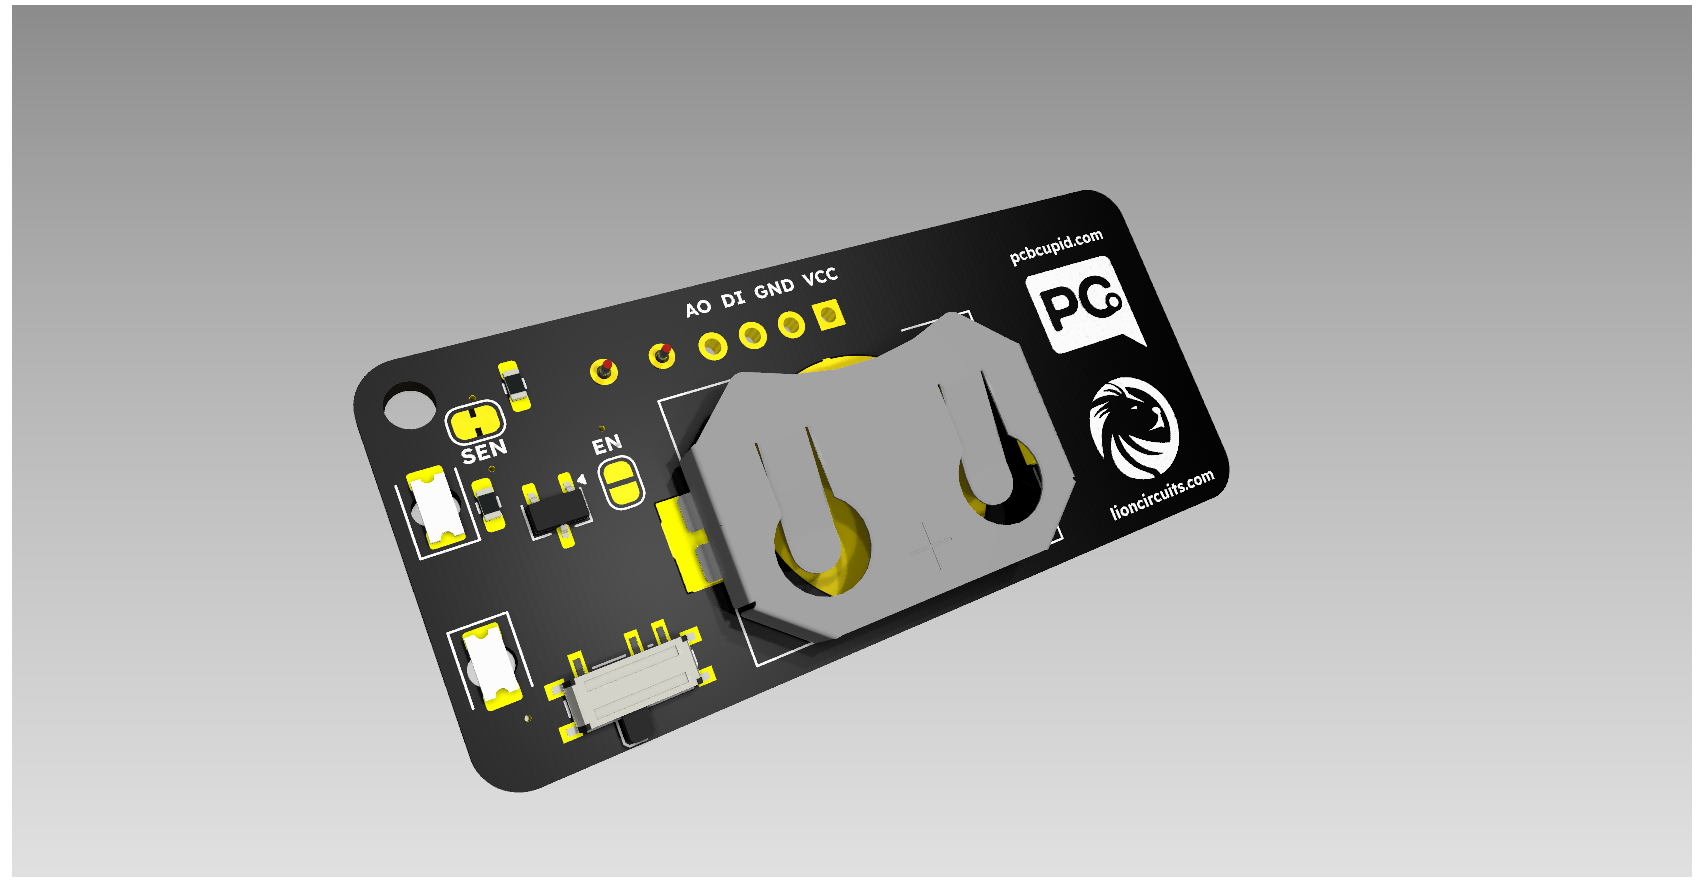 pcbcupid.com
PC
AO DI GND VCC
SEN
EN
lioncircuits.com